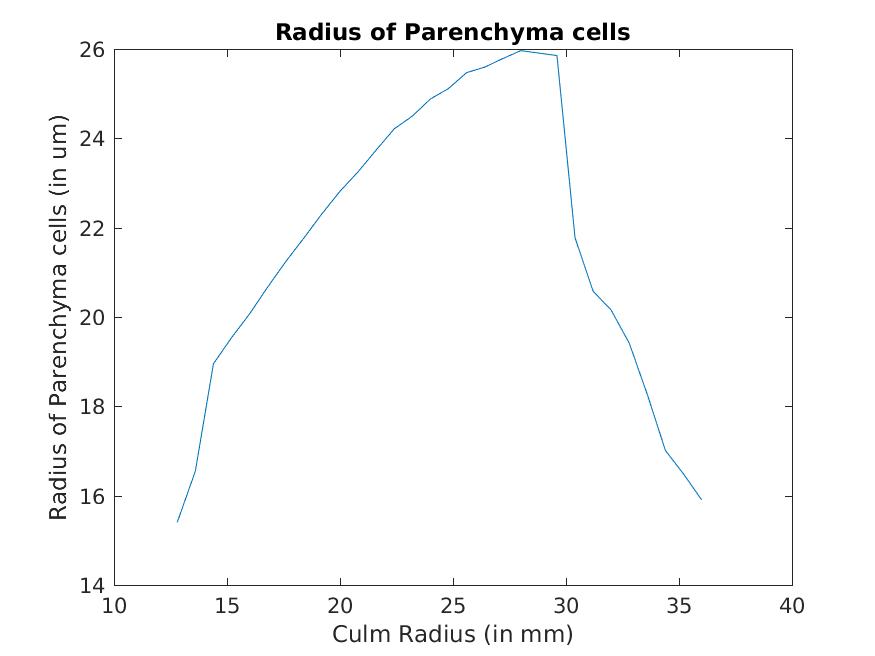 Radius of Parenchyma cells
Radius of Parenchyma cells (in um)
26
24
22
20
18
16
14
10 15 20 25 30 35 40
Culm Radius (in mm)